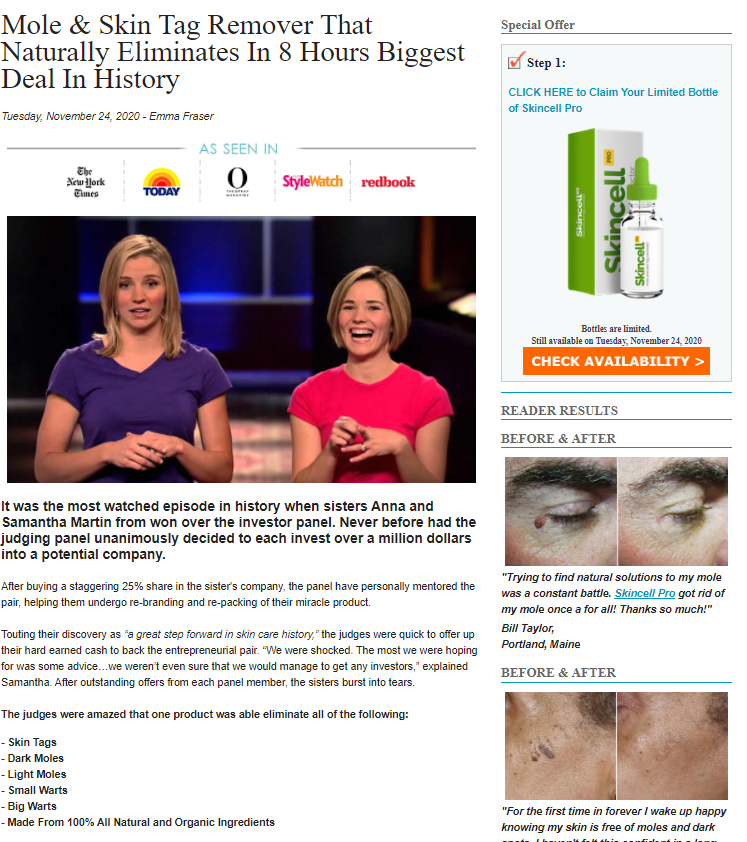 Mole & Skin Tag Remover That
Naturally Eliminates In 8 Hours Biggest
Deal In History
Tuesday, November 24, 2020 - Emma Fraser
AS SEEN IN
The
New York
Times
TODAY
O
THE OPRAH
MAGAZINE
StyleWatch
redbook
It was the most watched episode in history when sisters Anna and
Samantha Martin from won over the investor panel. Never before had the
judging panel unanimously decided to each invest over a million dollars
into a potential company.
After buying a staggering 25% share in the sister's company, the panel have personally mentored the
pair, helping them undergo re-branding and re-packing of their miracle product.
Touting their discovery as "a great step forward in skin care history," the judges were quick to offer up
their hard earned cash to back the entrepreneurial pair. “We were shocked. The most we were hoping
for was some advice…we weren’t even sure that we would manage to get any investors,” explained
Samantha. After outstanding offers from each panel member, the sisters burst into tears.
The judges were amazed that one product was able eliminate all of the following:
- Skin Tags
- Dark Moles
- Light Moles
- Small Warts
- Big Warts
- Made From 100% All Natural and Organic Ingredients
Special Offer
Step 1:
CLICK HERE to Claim Your Limited Bottle
of Skincell Pro
Skincell
PRO
Skincell
Skincell
Bottles are limited.
Still available on Tuesday, November 24, 2020
CHECK AVAILABILITY >
READER RESULTS
BEFORE & AFTER
"Trying to find natural solutions to my mole
was a constant battle. Skincell Pro got rid of
my mole once a for all! Thanks so much!"
Bill Taylor,
Portland, Maine
BEFORE & AFTER
"For the first time in forever I wake up happy
knowing my skin is free of moles and dark
spots. I haven't felt this confident in a long